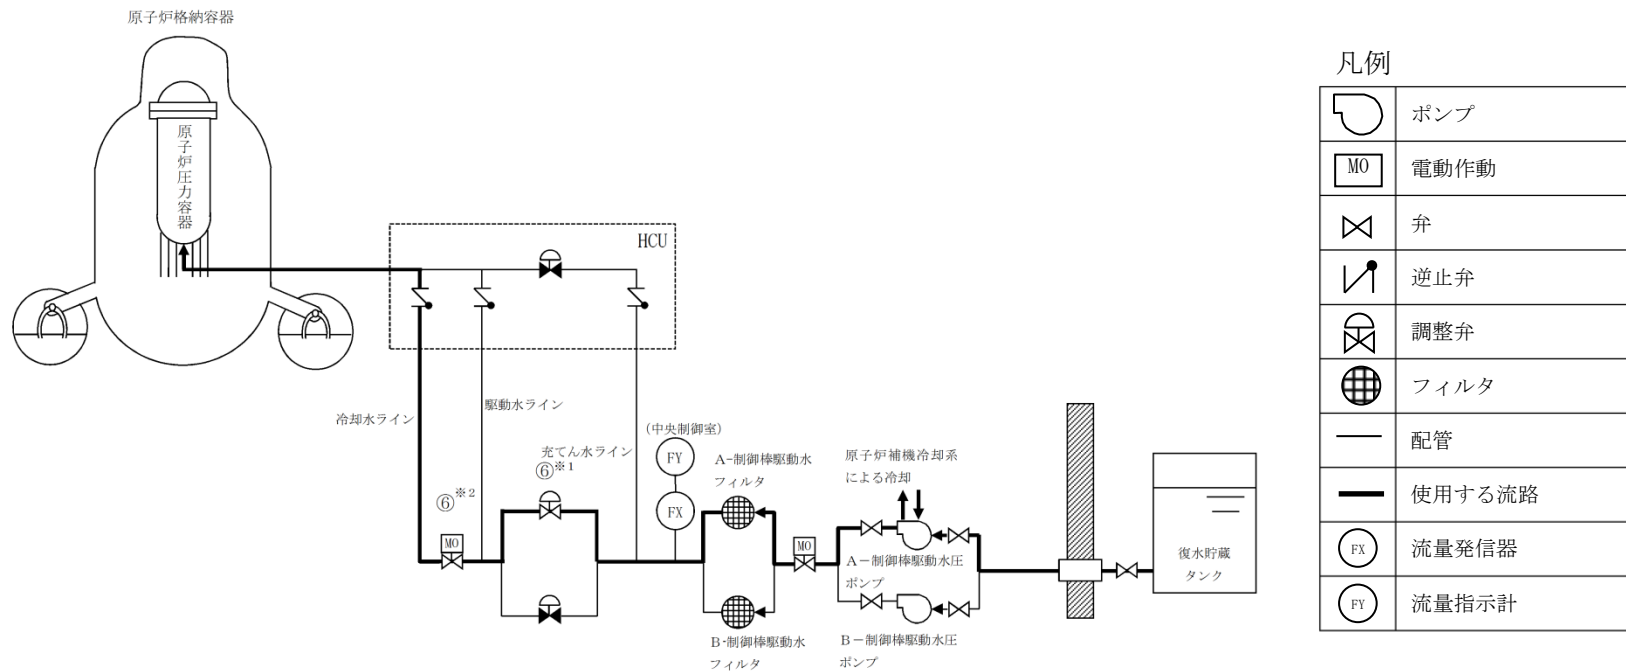 原子炉格納容器
原子炉圧力容器
HCU
冷却水ライン
駆動水ライン
充てん水ライン
⑥※1
⑥※2
MO
(中央制御室)
FY
FX
A-制御棒駆動水
フィルタ
B-制御棒駆動水
フィルタ
MO
原子炉補機冷却系
による冷却
A－制御棒駆動水圧
ポンプ
B－制御棒駆動水圧
ポンプ
復水貯蔵
タンク
凡例
ポンプ
MO 電動作動
弁
逆止弁
調整弁
フィルタ
配管
使用する流路
FX 流量発信器
FY 流量指示計